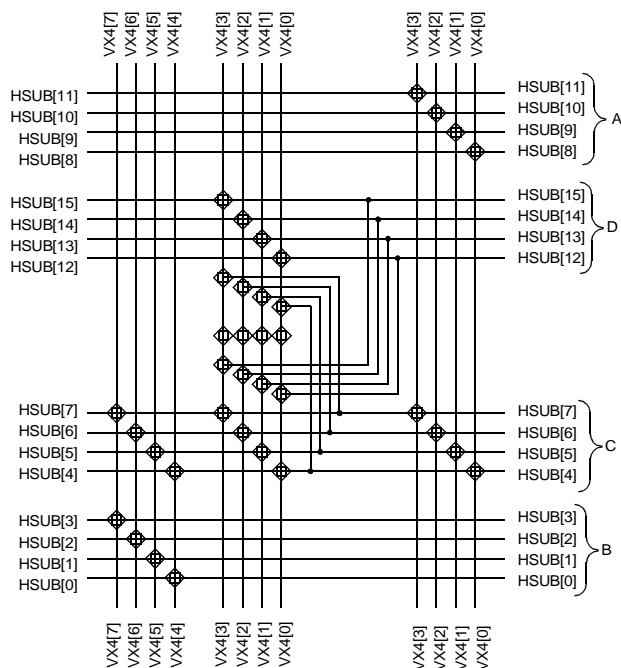 VX4[7] VX4[6] VX4[5] VX4[4] VX4[3] VX4[2] VX4[1] VX4[0] VX4[3] VX4[2] VX4[1] VX4[0]
HSUB[11] HSUB[11]
HSUB[10] HSUB[10]
HSUB[9] HSUB[9]
HSUB[8] HSUB[8]
A
HSUB[15] HSUB[15]
HSUB[14] HSUB[14]
HSUB[13] HSUB[13]
HSUB[12] HSUB[12]
D
HSUB[7] HSUB[7]
HSUB[6] HSUB[6]
HSUB[5] HSUB[5]
HSUB[4] HSUB[4]
C
HSUB[3] HSUB[3]
HSUB[2] HSUB[2]
HSUB[1] HSUB[1]
HSUB[0] HSUB[0]
B
VX4[7] VX4[6] VX4[5] VX4[4] VX4[3] VX4[2] VX4[1] VX4[0] VX4[3] VX4[2] VX4[1] VX4[0]